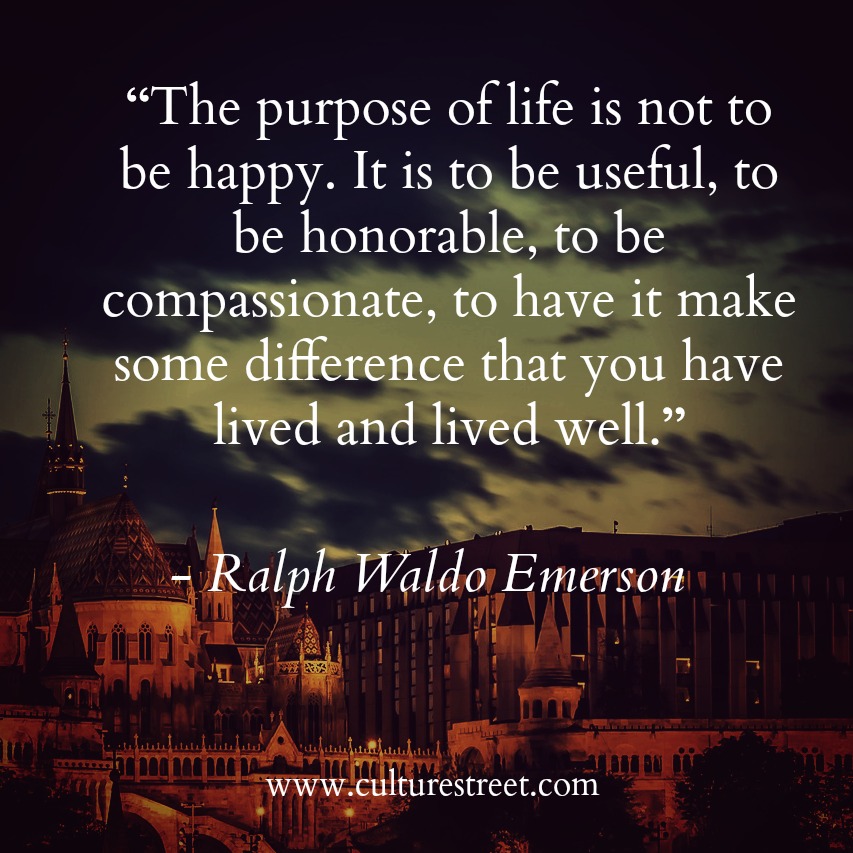 “The purpose of life is not to
be happy. It is to be useful, to
be honorable, to be
compassionate, to have it make
some difference that you have
lived and lived well.”
- Ralph Waldo Emerson
www.culturestreet.com